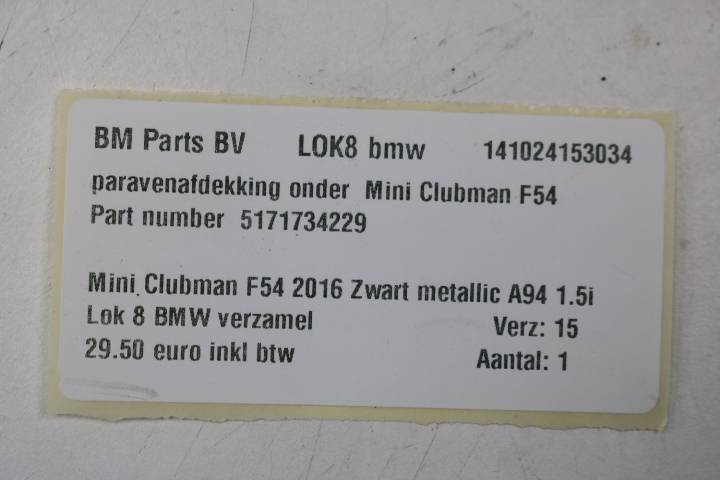 BM Parts BV LOK8 bmw 141024153034
paravenafdekking onder Mini Clubman F54
Part number 5171734229
Mini Clubman F54 2016 Zwart metallic A94 1.5i
Lok 8 BMW verzamel Verz: 15
29.50 euro inkl btw Aantal: 1